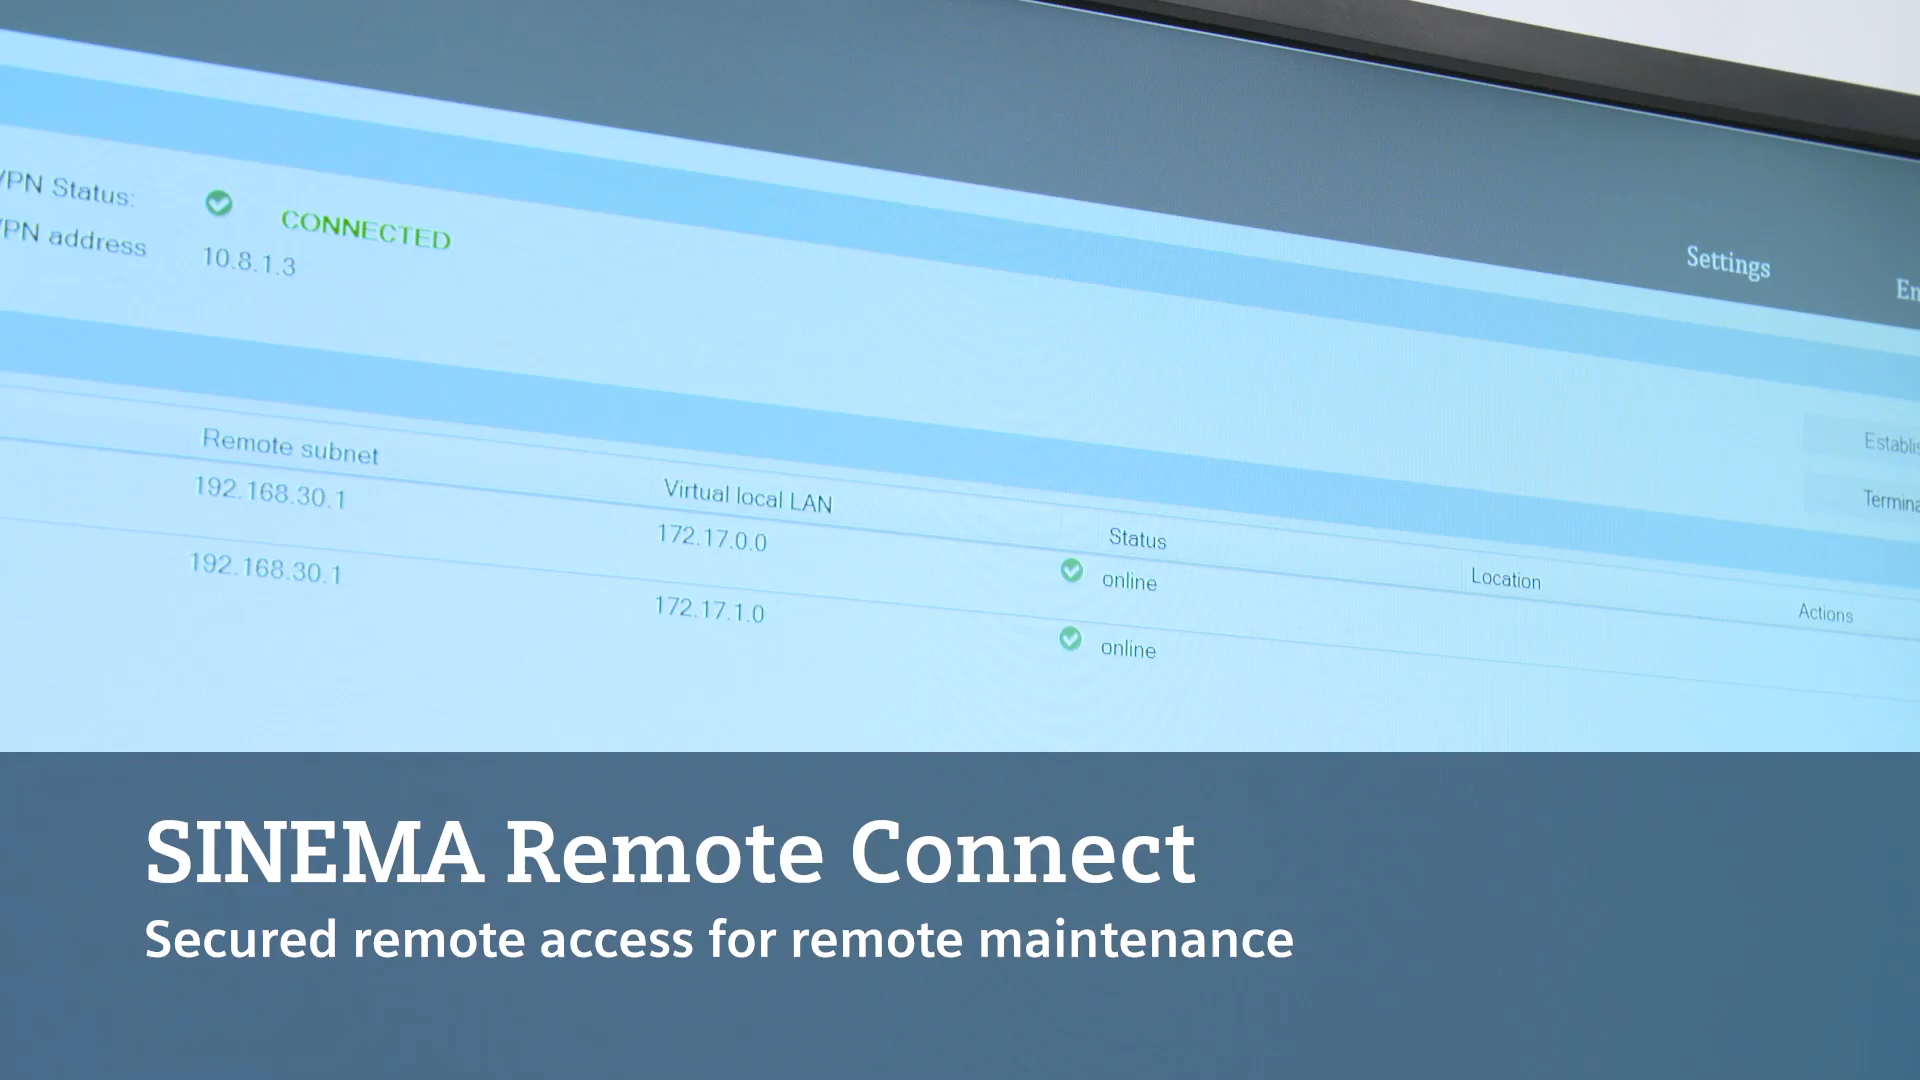 VPN Status: CONNECTED
VPN address 10.8.1.3
Settings
Remote subnet Virtual local LAN Status Location Actions
192.168.30.1 172.17.0.0 online
192.168.30.1 172.17.1.0 online
SINEMA Remote Connect
Secured remote access for remote maintenance